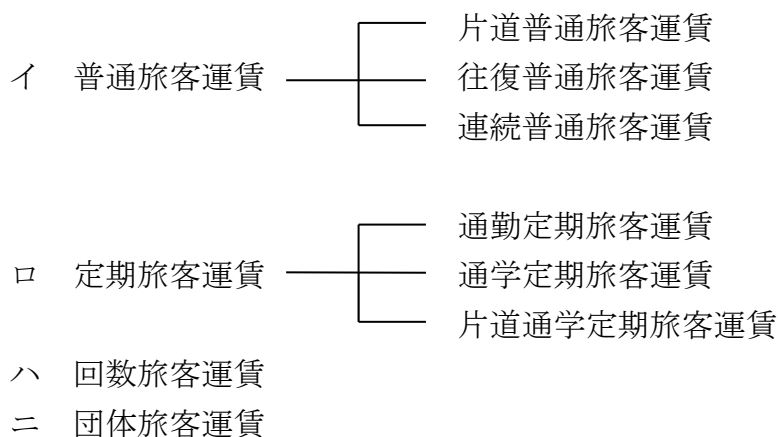 イ 普通旅客運賃
片道普通旅客運賃
往復普通旅客運賃
連続普通旅客運賃
ロ 定期旅客運賃
通勤定期旅客運賃
通学定期旅客運賃
片道通学定期旅客運賃
ハ 回数旅客運賃
ニ 団体旅客運賃